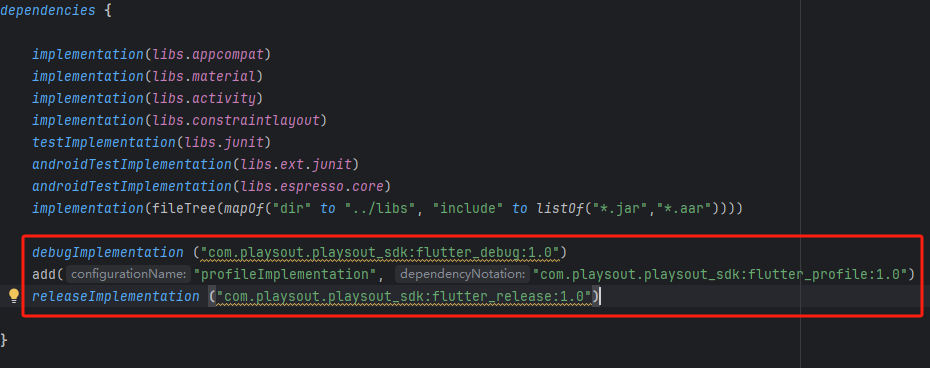 dependencies {
implementation(libs.appcompat)
implementation(libs.material)
implementation(libs.activity)
implementation(libs.constraintlayout)
testImplementation(libs.junit)
androidTestImplementation(libs.ext.junit)
androidTestImplementation(libs.espresso.core)
implementation(fileTree(mapOf("dir" to "../libs", "include" to listOf("*.jar","*.aar"))))
debugImplementation ("com.playsout.playsout_sdk:flutter_debug:1.0")
add( configurationName: "profileImplementation", dependencyNotation: "com.playsout.playsout_sdk:flutter_profile:1.0")
releaseImplementation ("com.playsout.playsout_sdk:flutter_release:1.0")
}